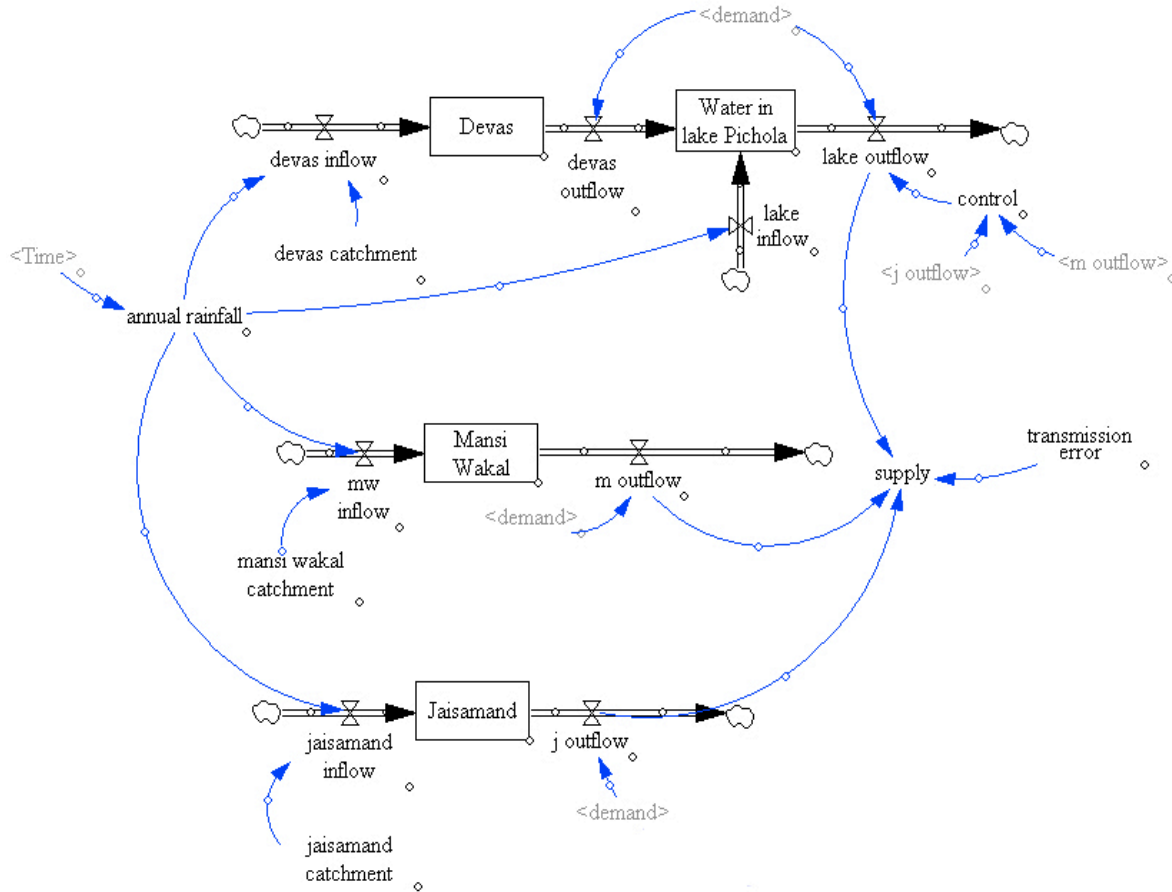 <demand>
Devas
Water in
lake Pichola
devas inflow
devas
outflow
lake outflow
lake
inflow
control
devas catchment
<Time>
<j outflow>
<m outflow>
annual rainfall
Mansi
Wakal
transmission
error
mw
inflow
m outflow
supply
<demand>
mansi wakal
catchment
Jaisamand
jaisamand
inflow
j outflow
<demand>
jaisamand
catchment